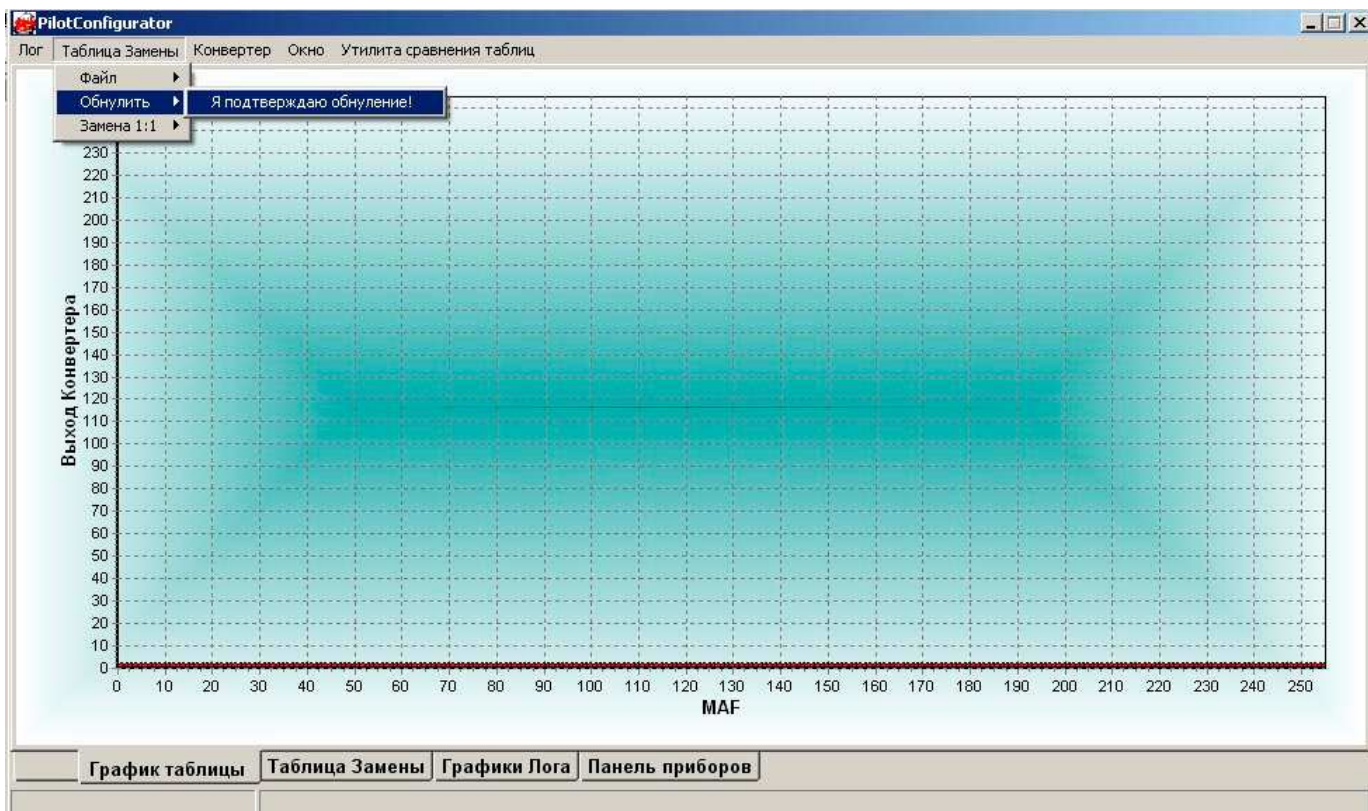 PilotConfigurator
Лог Таблица Замены Конвертер Окно Утилита сравнения таблиц
Файл
Обнулить Я подтверждаю обнуление!
Замена 1:1
230
220
210
200
190
180
170
160
150
140
130
120
110
100
90
80
70
60
50
40
30
20
10
0
Выход Конвертера
0 10 20 30 40 50 60 70 80 90 100 110 120 130 140 150 160 170 180 190 200 210 220 230 240 250
MAF
График таблицы Таблица Замены Графики Лога Панель приборов